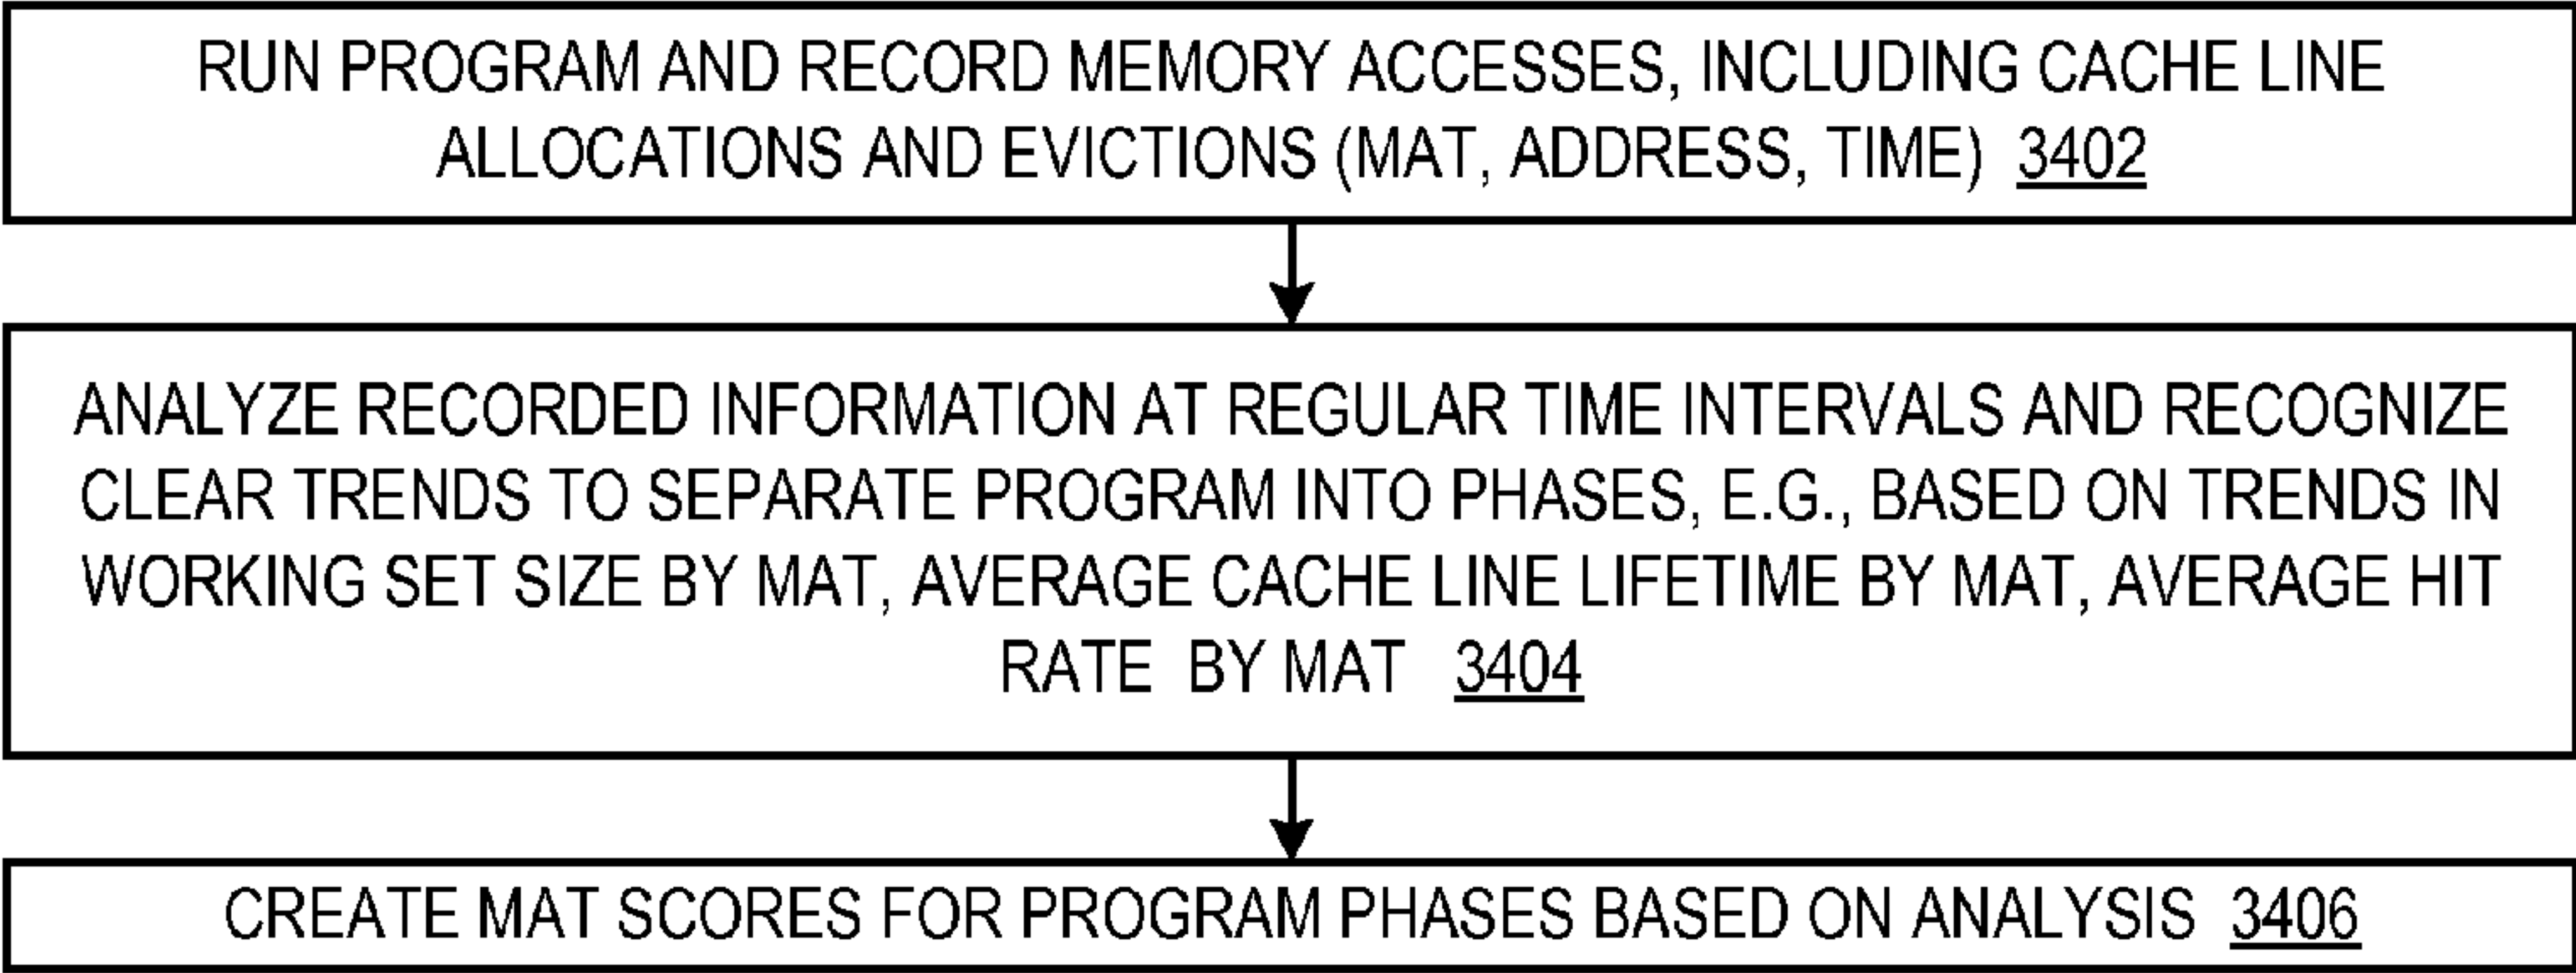 RUN PROGRAM AND RECORD MEMORY ACCESSES, INCLUDING CACHE LINE
ALLOCATIONS AND EVICTIONS (MAT, ADDRESS, TIME) 3402
ANALYZE RECORDED INFORMATION AT REGULAR TIME INTERVALS AND RECOGNIZE
CLEAR TRENDS TO SEPARATE PROGRAM INTO PHASES, E.G., BASED ON TRENDS IN
WORKING SET SIZE BY MAT, AVERAGE CACHE LINE LIFETIME BY MAT, AVERAGE HIT
RATE BY MAT 3404
CREATE MAT SCORES FOR PROGRAM PHASES BASED ON ANALYSIS 3406